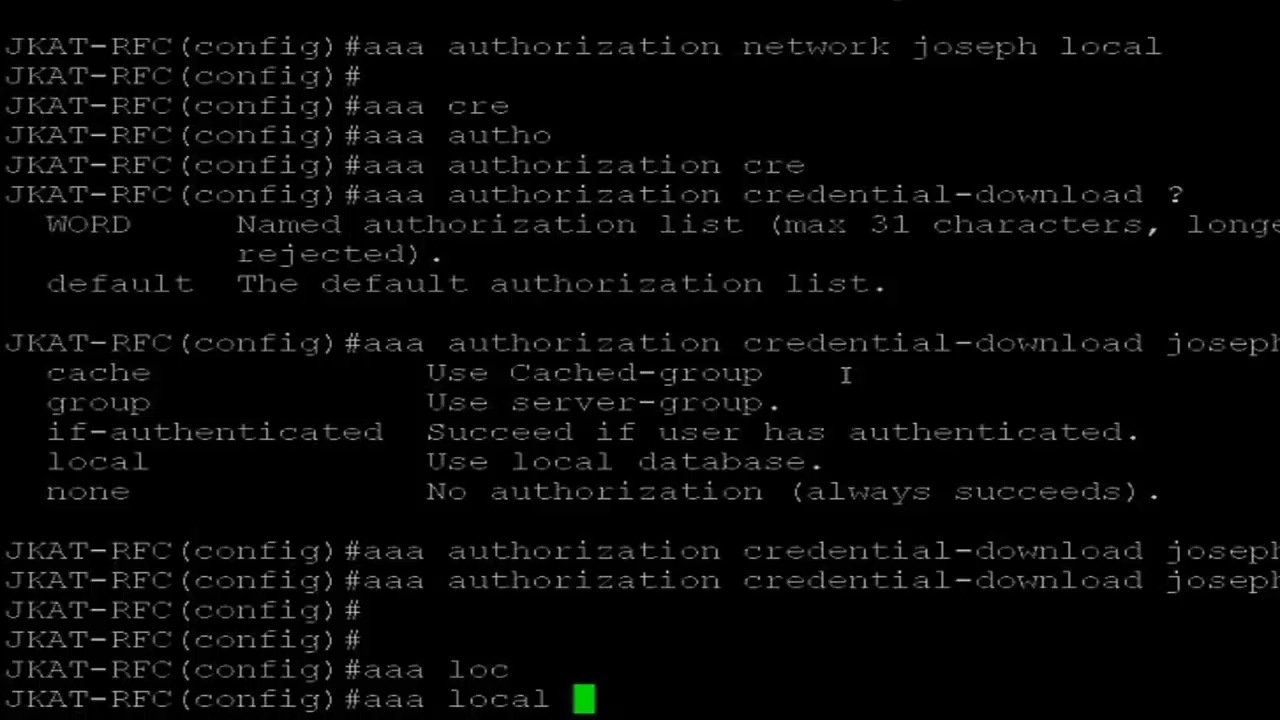 JKAT-RFC(config)#aaa authorization network joseph local
JKAT-RFC(config)#
JKAT-RFC(config)#aaa cre
JKAT-RFC(config)#aaa autho
JKAT-RFC(config)#aaa authorization cre
JKAT-RFC(config)#aaa authorization credential-download ?
WORD Named authorization list (max 31 characters, longe
rejected).
default The default authorization list.
JKAT-RFC(config)#aaa authorization credential-download joseph
cache Use Cached-group
group Use server-group.
if-authenticated Succeed if user has authenticated.
local Use local database.
none No authorization (always succeeds).
JKAT-RFC(config)#aaa authorization credential-download joseph
JKAT-RFC(config)#aaa authorization credential-download joseph
JKAT-RFC(config)#
JKAT-RFC(config)#
JKAT-RFC(config)#aaa loc
JKAT-RFC(config)#aaa local